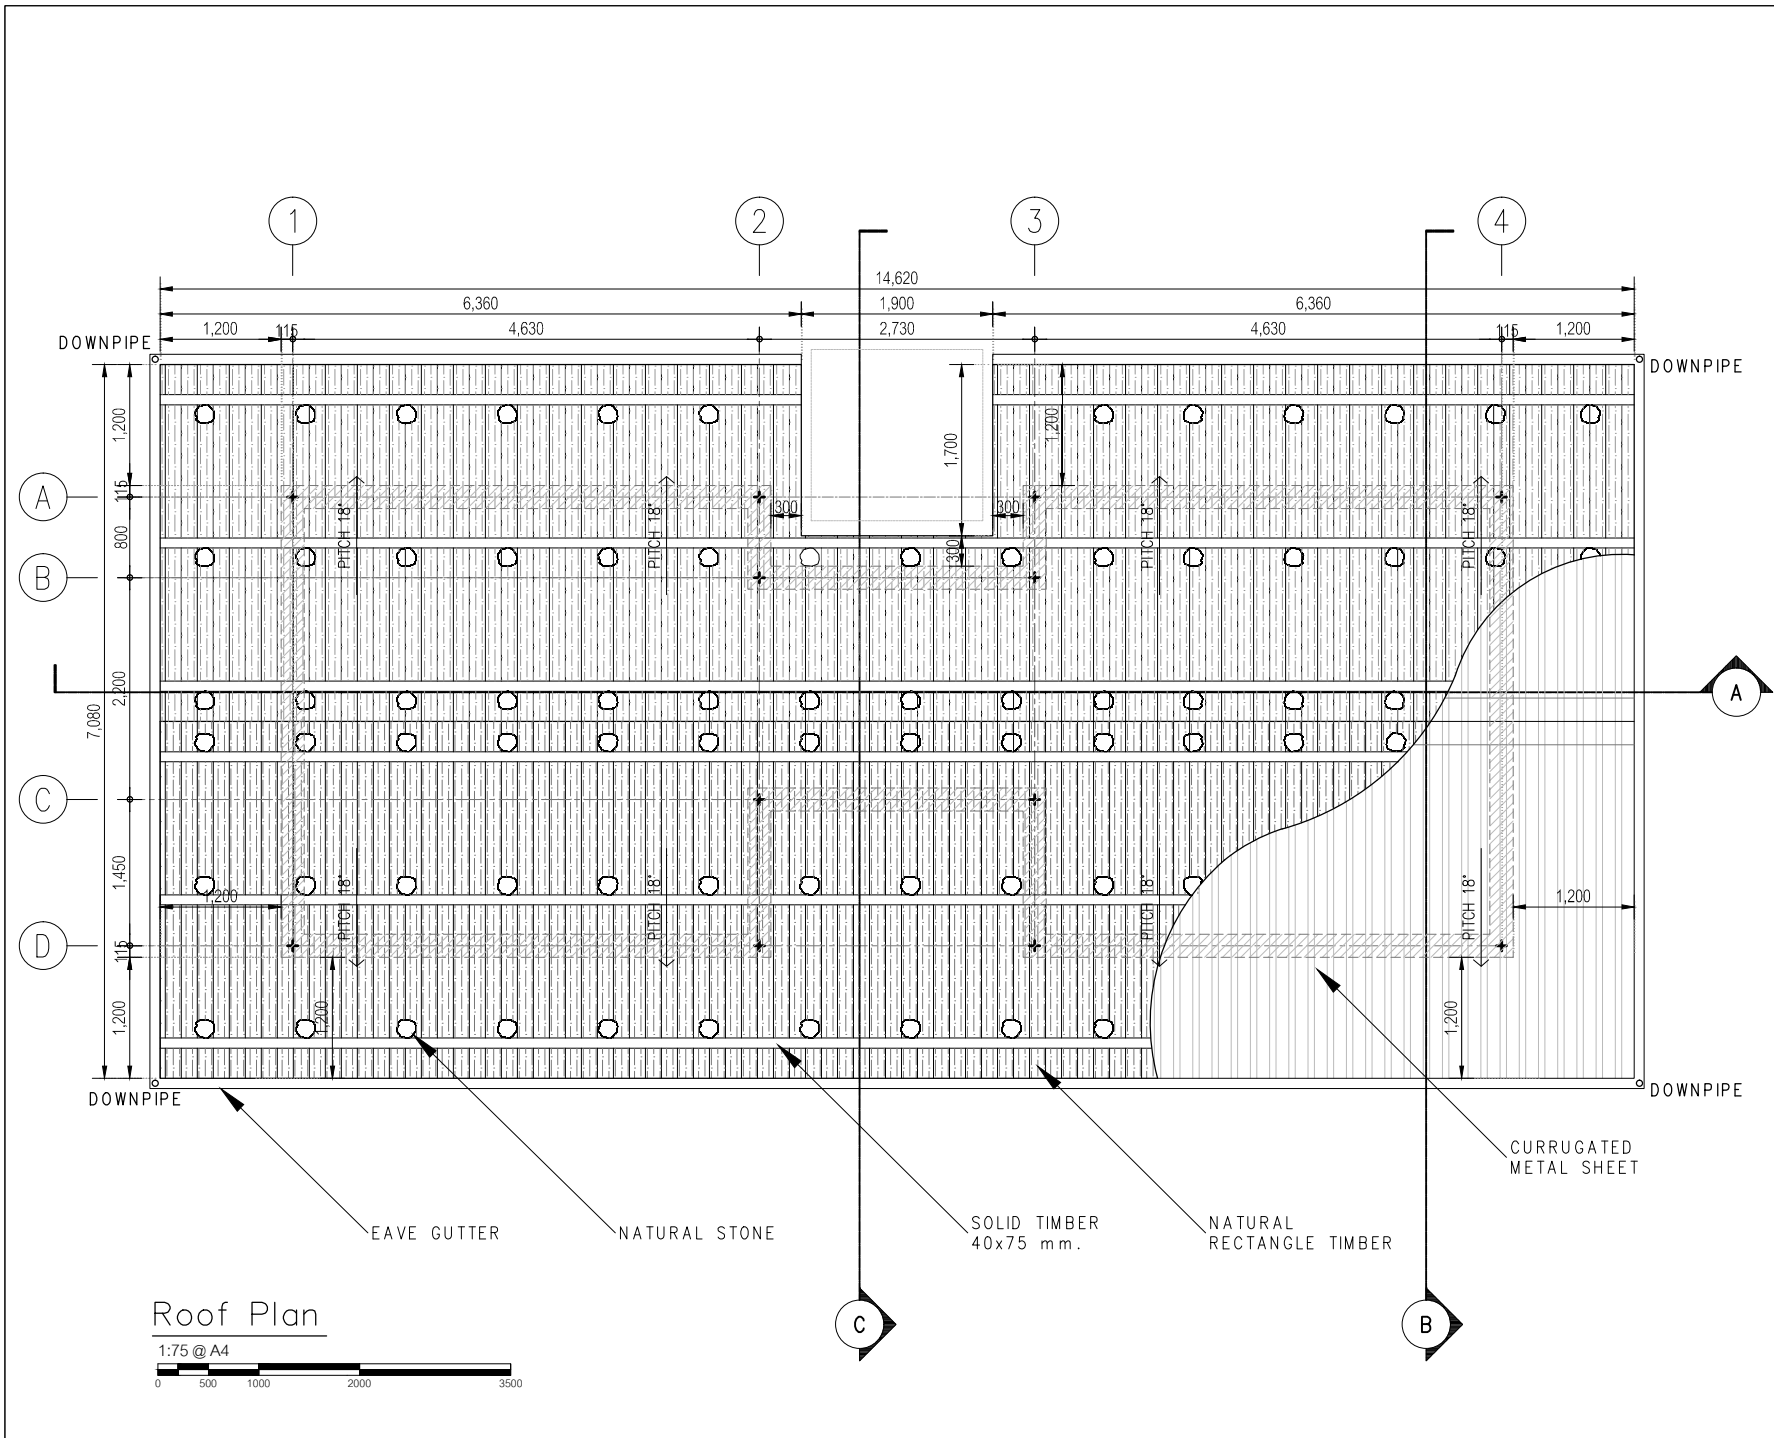 1
2
3
4
14,620
6,360
1,900
6,360
1,200
115
4,630
2,730
4,630
115
1,200
DOWNPIPE
DOWNPIPE
1,200
1,200
1,700
A
115
PITCH 18°
PITCH 18°
300
300
PITCH 18°
PITCH 18°
800
300
B
2,200
7,080
A
C
1,450
1,200
PITCH 18°
PITCH 18°
PITCH 18°
PITCH 18°
1,200
D
115
1,200
1,200
1,200
DOWNPIPE
DOWNPIPE
CURRUGATED
METAL SHEET
EAVE GUTTER
NATURAL STONE
SOLID TIMBER
40x75 mm.
NATURAL
RECTANGLE TIMBER
C
B
Roof Plan
1:75 @ A4
0
500
1000
2000
3500